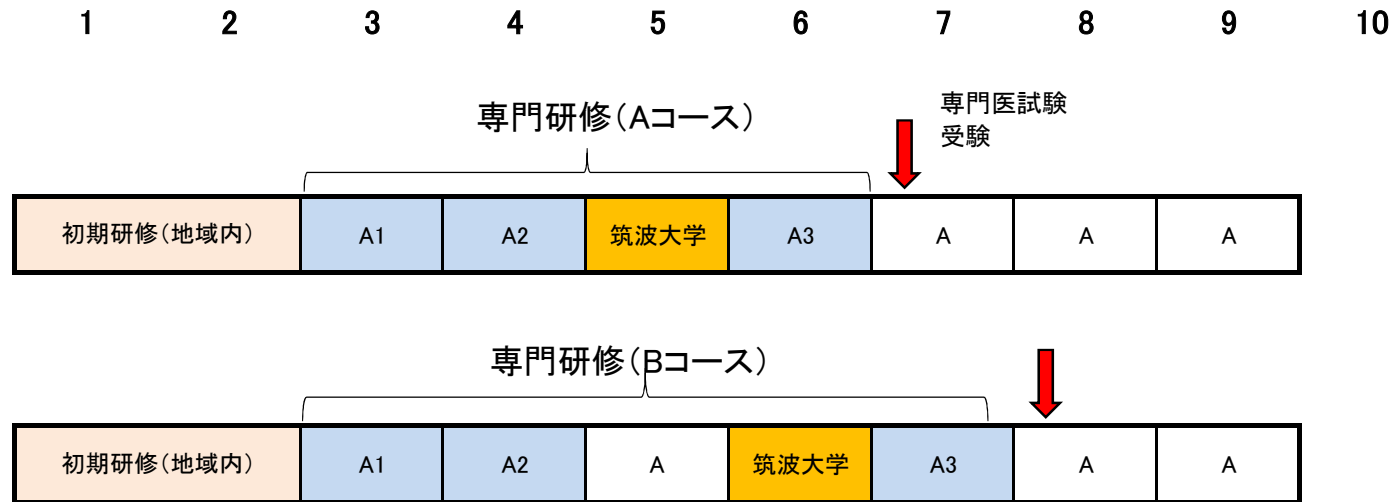 1 2 3 4 5 6 7 8 9 10
専門研修（Aコース）
専門医試験
受験
初期研修（地域内） A1 A2 筑波大学 A3 A A A
専門研修（Bコース）
初期研修（地域内） A1 A2 A 筑波大学 A3 A A